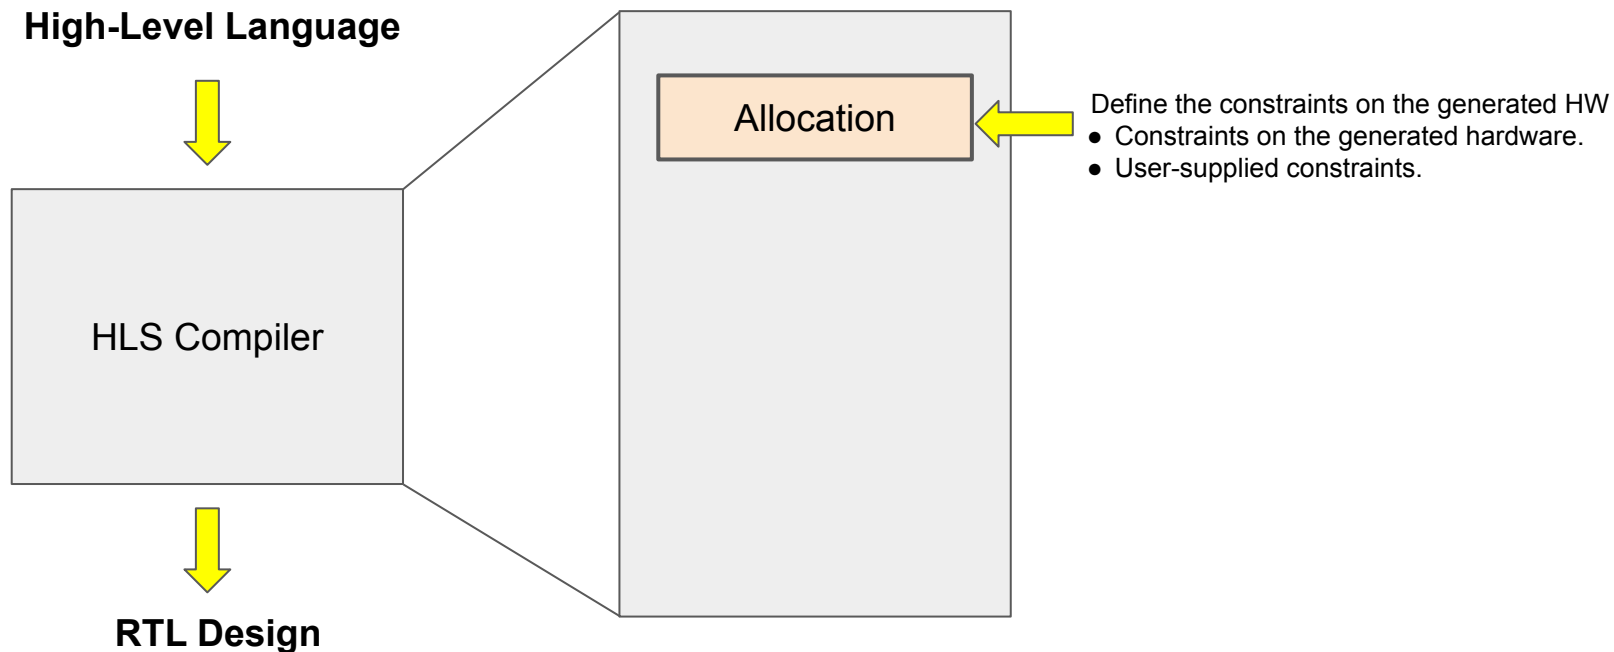 High-Level Language
HLS Compiler
RTL Design
Allocation
Define the constraints on the generated HW
● Constraints on the generated hardware.
● User-supplied constraints.